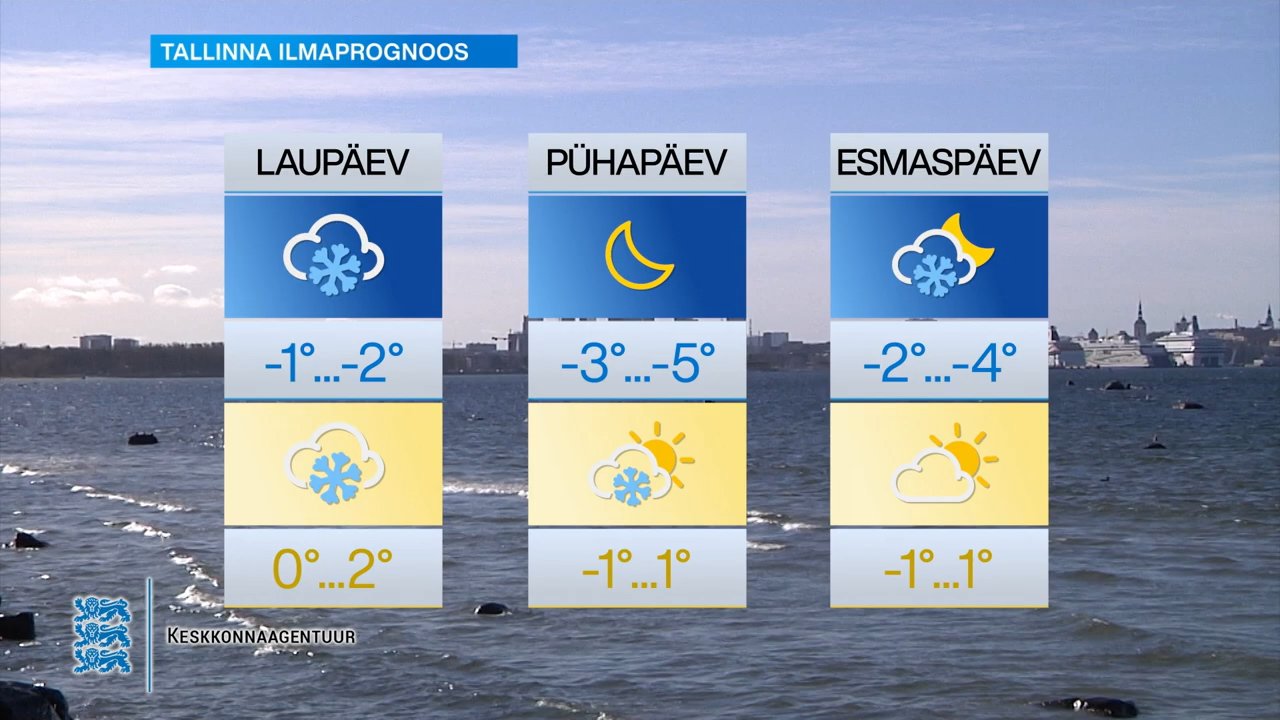 TALLINNA ILMAPROGNOOS
LAUPÄEV
-1°...-2°
0°...2°
PÜHAPÄEV
-3°...-5°
-1°...1°
ESMASPÄEV
-2°...-4°
-1°...1°
KESKKONNAAGENTUUR